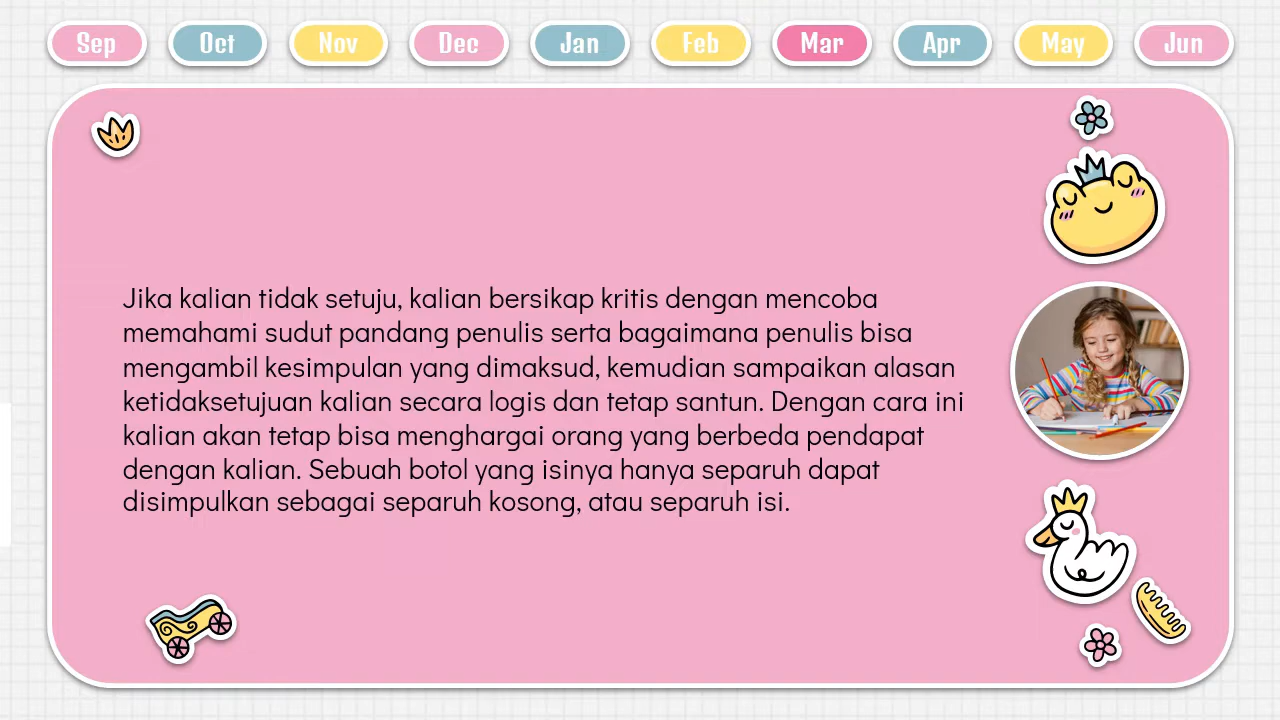 Sep Oct Nov Dec Jan Feb Mar Apr May Jun
Jika kalian tidak setuju, kalian bersikap kritis dengan mencoba
memahami sudut pandang penulis serta bagaimana penulis bisa
mengambil kesimpulan yang dimaksud, kemudian sampaikan alasan
ketidaksetujuan kalian secara logis dan tetap santun. Dengan cara ini
kalian akan tetap bisa menghargai orang yang berbeda pendapat
dengan kalian. Sebuah botol yang isinya hanya separuh dapat
disimpulkan sebagai separuh kosong, atau separuh isi.